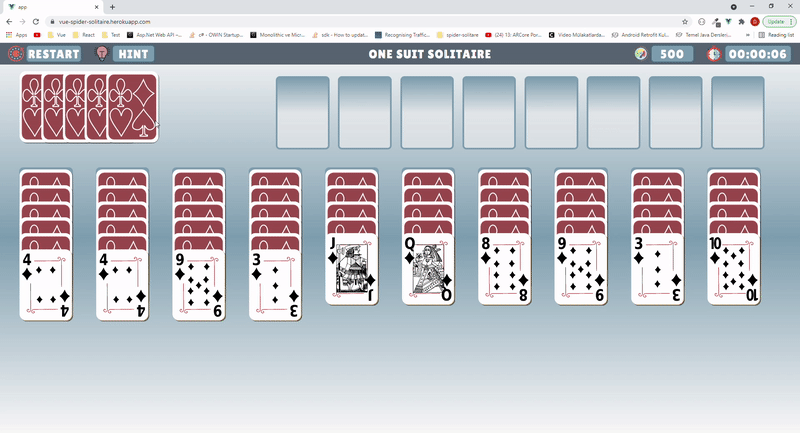 app
vue-spider-solitaire.herokuapp.com
Update
Apps Vue React Test Asp.Net Web API –... c# - OWIN Startup... Monolithic ve Micr... sdk - How to updat... Recognising Traffic... spider-solitaire (24) 13: ARCore Por... Video Mülakatlarda... Android Retrofit Kul... Temel Java Dersleri... Reading list
RESTART HINT ONE SUIT SOLITAIRE 500 00:00:06
J Q 8 9 3 10
4 4 9 3
J Q 8 9 3 10
4 4 9 3